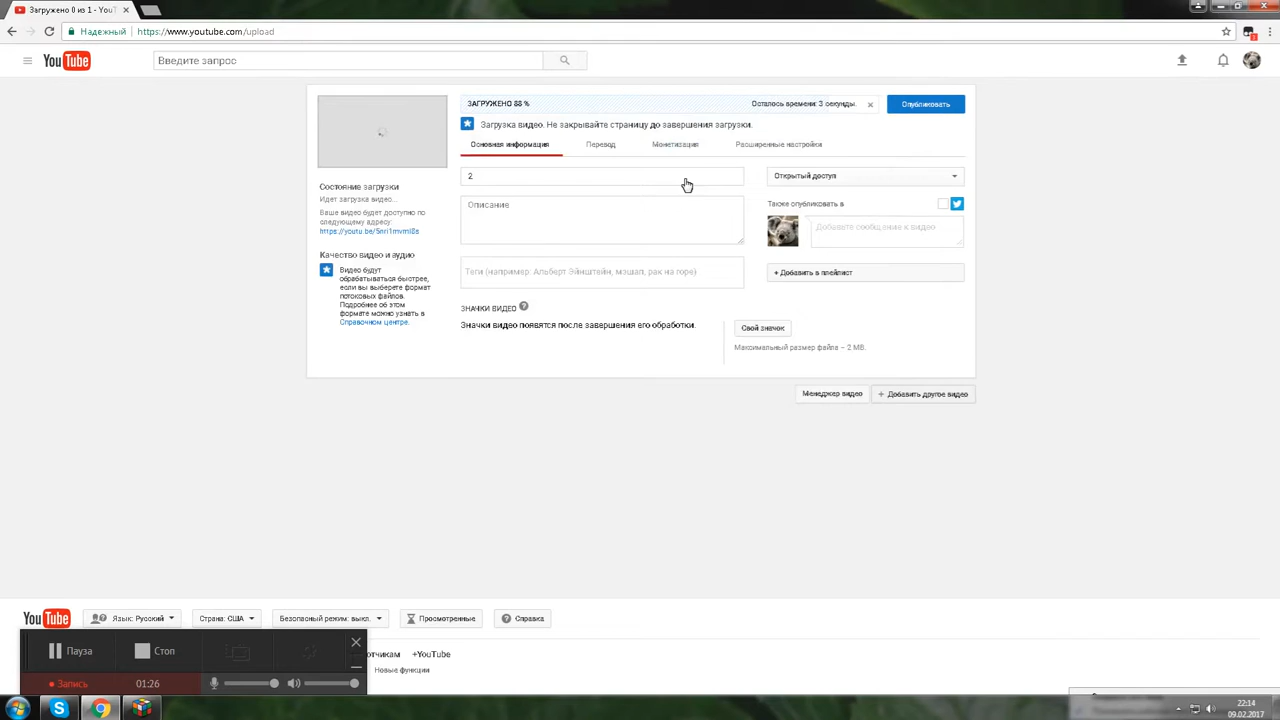 Загружено 0 из 1 - YouT
Надежный
https://www.youtube.com/upload
YouTube
Введите запрос
ЗАГРУЖЕНО 88 %
Осталось времени: 3 секунды.
Опубликовать
Загрузка видео. Не закрывайте страницу до завершения загрузки.
Основная информация
Перевод
Монетизация
Расширенные настройки
2
Открытый доступ
Состояние загрузки
Идет загрузка видео...
Ваше видео будет доступно по
следующему адресу:
Описание
Также опубликовать в
Добавьте сообщение к видео
Качество видео и аудио
Видео будут
обрабатываться быстрее,
если вы выберете формат
потоковых файлов.
Подробнее об этом
формате можно узнать в
Справочном центре.
Теги (например: Альберт Эйнштейн, мэшап, рак на горе)
+ Добавить в плейлист
ЗНАЧКИ ВИДЕО ?
Значки видео появятся после завершения его обработки.
Свой значок
Максимальный размер файла – 2 MB.
Менеджер видео
+ Добавить другое видео
YouTube
Язык: Русский
Страна: США
Безопасный режим: выкл.
Просмотренные
Справка
Пауза
Stop
отчикам
+YouTube
Новые функции
Запись
01:26
22:14
09.02.2017